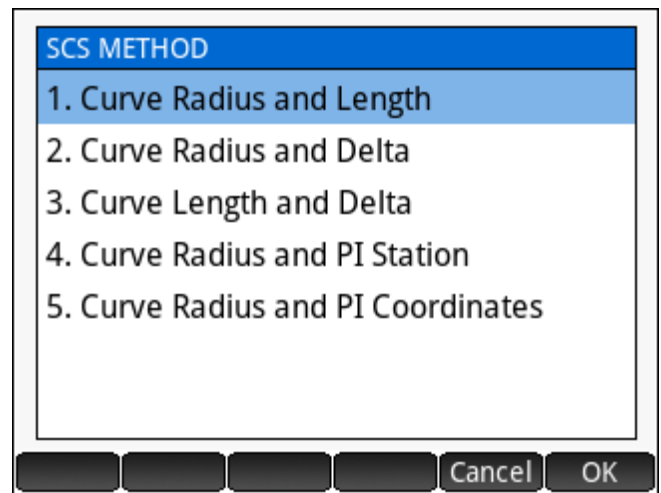 SCS METHOD
1. Curve Radius and Length
2. Curve Radius and Delta
3. Curve Length and Delta
4. Curve Radius and PI Station
5. Curve Radius and PI Coordinates
Cancel OK